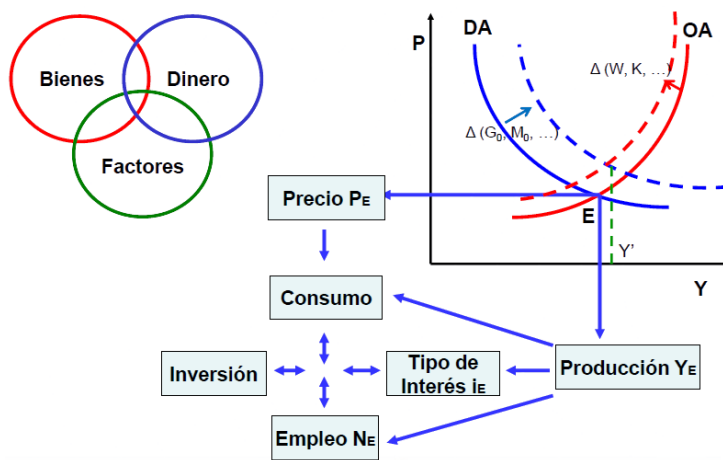 Bienes
Dinero
Factores
P
DA
OA
Δ (W, K, …)
Δ (G₀, M₀, …)
E
Y’
Y
Precio PE
Consumo
Inversión
Tipo de
Interés iE
Producción YE
Empleo NE